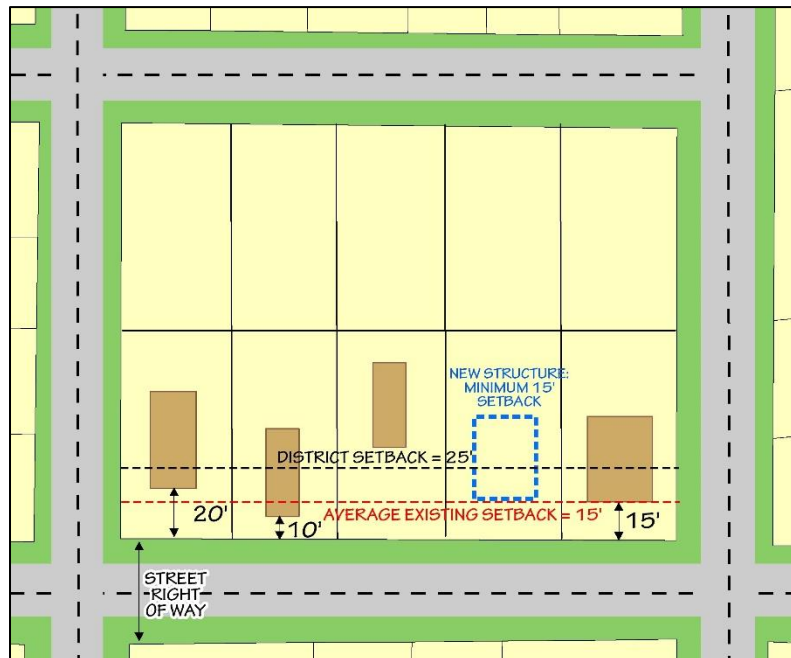 NEW STRUCTURE:
MINIMUM 15'
SETBACK
DISTRICT SETBACK = 25'
20'
10'
AVERAGE EXISTING SETBACK = 15'
15'
STREET
RIGHT
OF WAY